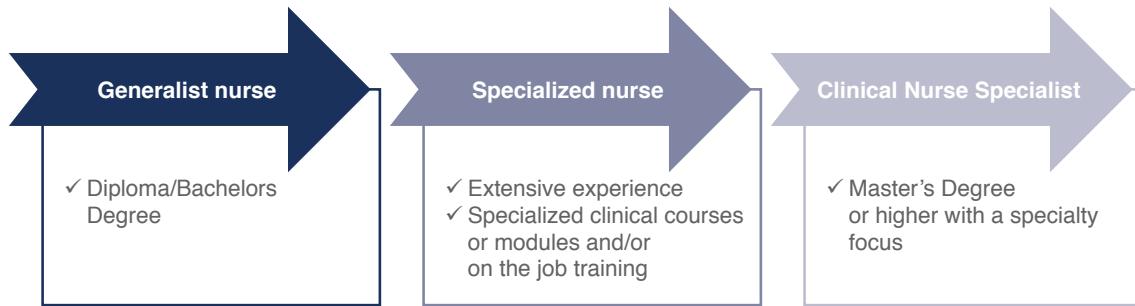 Generalist nurse
✓ Diploma/Bachelors
Degree
Specialized nurse
✓ Extensive experience
✓ Specialized clinical courses
or modules and/or
on the job training
Clinical Nurse Specialist
✓ Master’s Degree
or higher with a specialty
focus